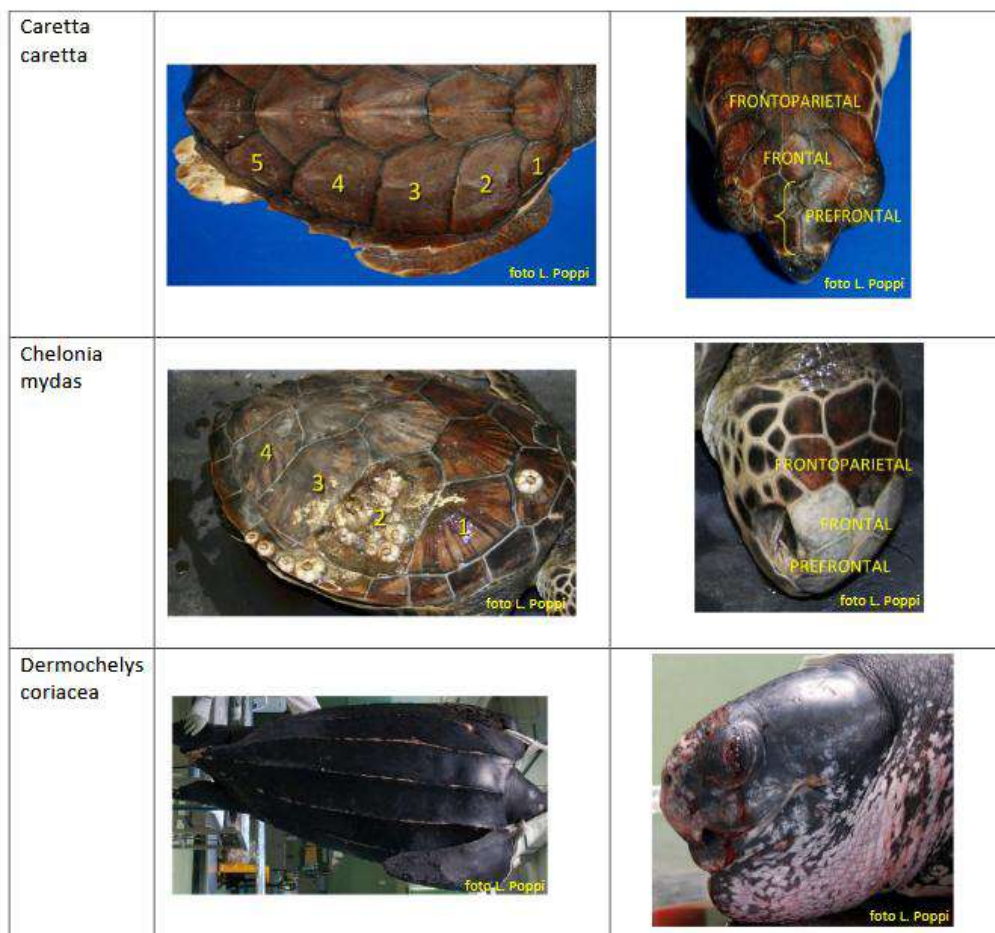 Caretta
caretta
5
4
3
2
1
foto L. Poppi
FRONTOPARIETAL
FRONTAL
PREFRONTAL
foto L. Poppi
Chelonia
mydas
4
3
2
1
foto L. Poppi
FRONTOPARIETAL
FRONTAL
PREFRONTAL
foto L. Poppi
Dermochelys
coriacea
foto L. Poppi
foto L. Poppi